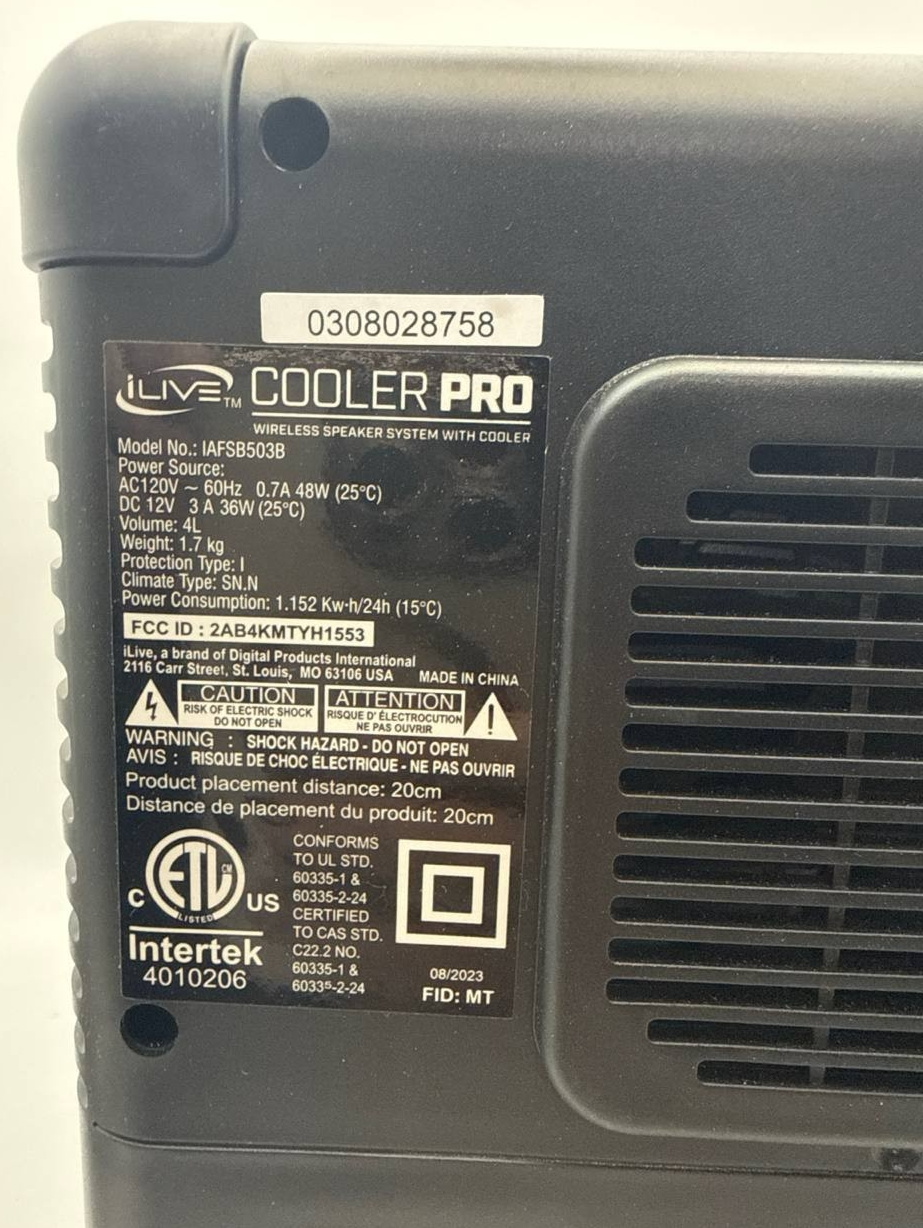 0308028758
iLIVE™ COOLER PRO
WIRELESS SPEAKER SYSTEM WITH COOLER
Model No.: IAFSB503B
Power Source:
AC120V ~ 60Hz 0.7A 48W (25°C)
DC 12V 3 A 36W (25°C)
Volume: 4L
Weight: 1.7 kg
Protection Type: I
Climate Type: SN.N
Power Consumption: 1.152 Kw·h/24h (15°C)
FCC ID : 2AB4KMTYH1553
iLive, a brand of Digital Products International
2116 Carr Street, St. Louis, MO 63106 USA MADE IN CHINA
CAUTION
RISK OF ELECTRIC SHOCK
DO NOT OPEN
ATTENTION
RISQUE D' ÉLECTROCUTION
NE PAS OUVRIR
WARNING : SHOCK HAZARD - DO NOT OPEN
AVIS : RISQUE DE CHOC ÉLECTRIQUE - NE PAS OUVRIR
Product placement distance: 20cm
Distance de placement du produit: 20cm
C ETL CM US
LISTED
Intertek
4010206
CONFORMS
TO UL STD.
60335-1 &
60335-2-24
CERTIFIED
TO CAS STD.
C22.2 NO.
60335-1 &
60335-2-24
08/2023
FID: MT